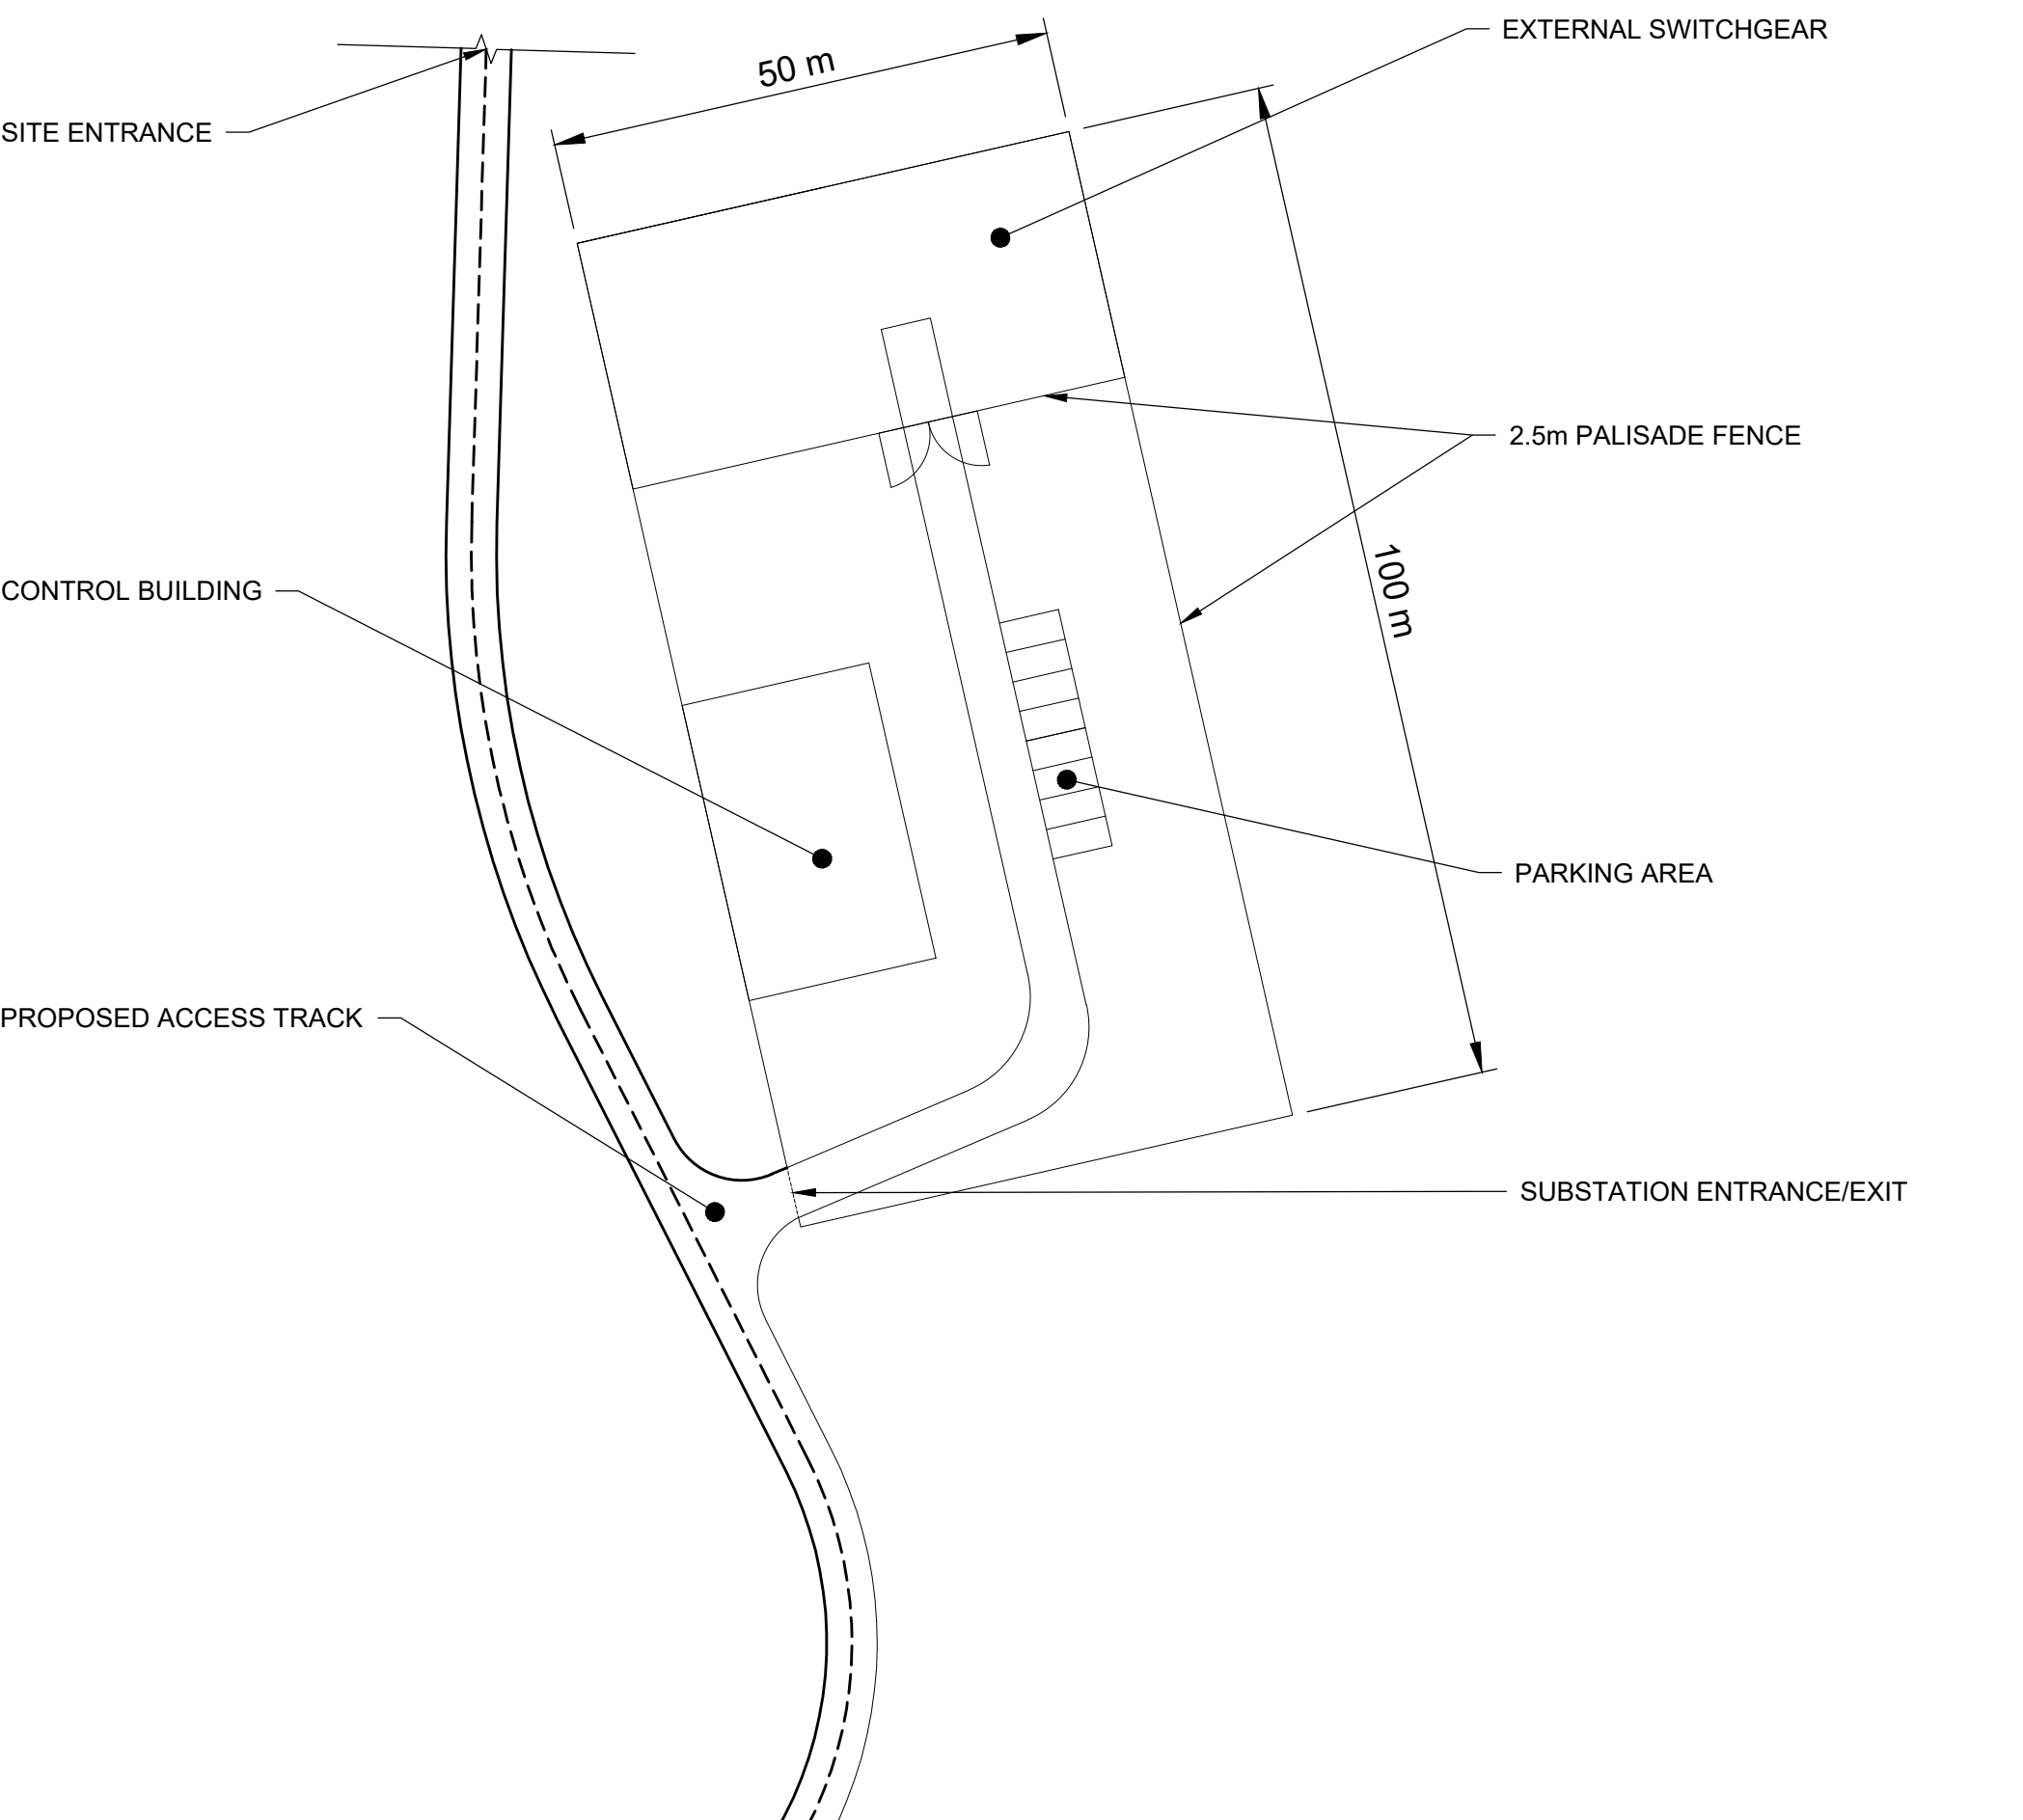 EXTERNAL SWITCHGEAR
50 m
SITE ENTRANCE
2.5m PALISADE FENCE
100 m
CONTROL BUILDING
PARKING AREA
PROPOSED ACCESS TRACK
SUBSTATION ENTRANCE/EXIT